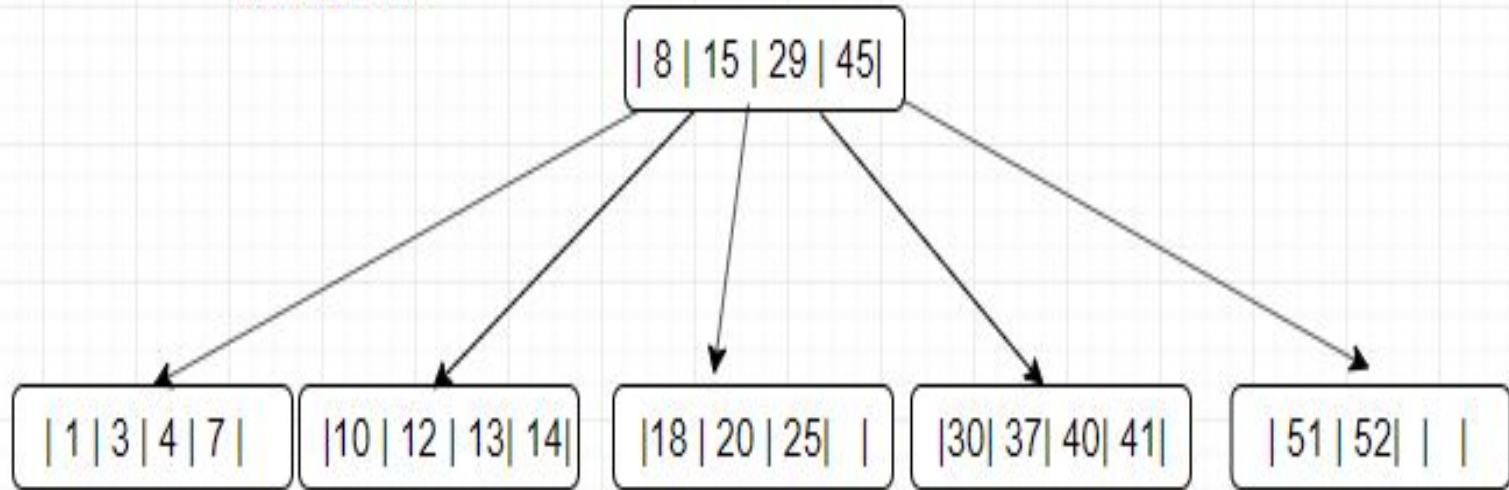 | 8 | 15 | 29 | 45|
| 1 | 3 | 4 | 7 |
|10 | 12 | 13| 14|
|18 | 20 | 25| |
|30| 37| 40| 41|
| 51 | 52| | |